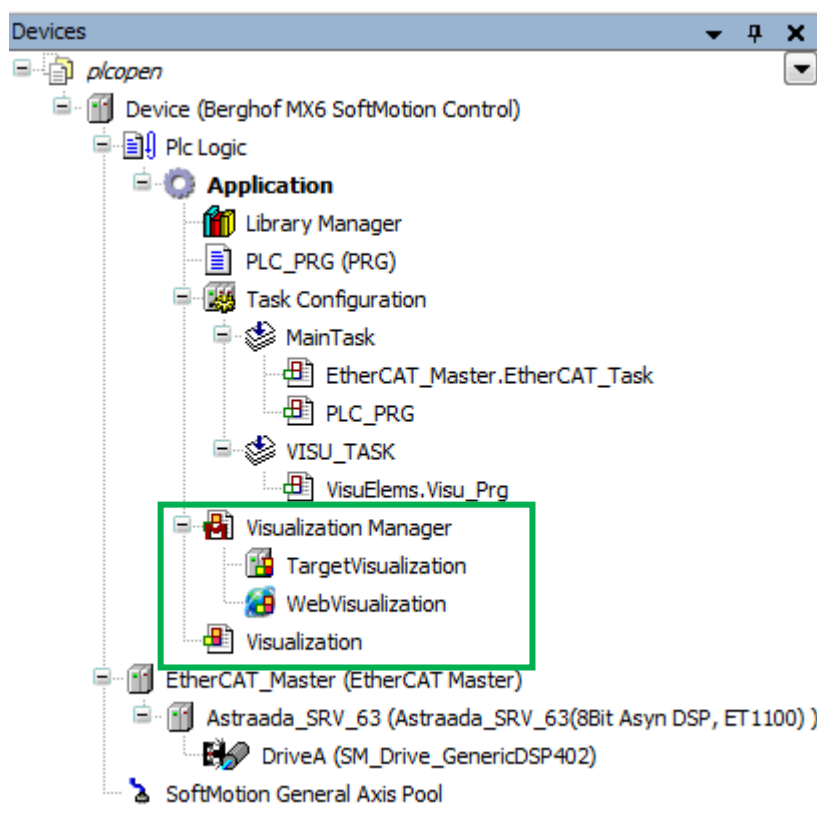 Devices
plcopen
Device (Berghof MX6 SoftMotion Control)
Plc Logic
Application
Library Manager
PLC_PRG (PRG)
Task Configuration
MainTask
EtherCAT_Master.EtherCAT_Task
PLC_PRG
VISU_TASK
VisuElems.Visu_Prg
Visualization Manager
TargetVisualization
WebVisualization
Visualization
EtherCAT_Master (EtherCAT Master)
Astraada_SRV_63 (Astraada_SRV_63(8Bit Asyn DSP, ET1100) )
DriveA (SM_Drive_GenericDSP402)
SoftMotion General Axis Pool